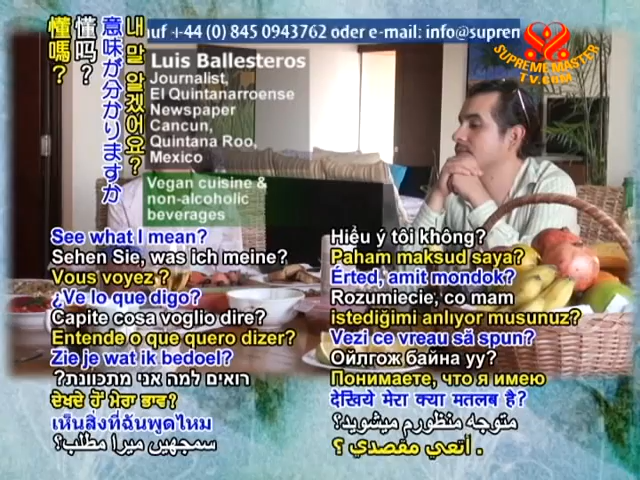 auf +44 (0) 845 0943762 oder e-mail: info@supren
SUPREME MASTER
TV.COM
懂嗎？
懂吗？
意味が分かりますか
내 말 알겠어요?
Luis Ballesteros
Journalist,
El Quintanarroense
Newspaper
Cancun,
Quintana Roo,
Mexico
Vegan cuisine &
non-alcoholic
beverages
See what I mean?
Sehen Sie, was ich meine?
Vous voyez ?
¿Ve lo que digo?
Capite cosa voglio dire?
Entende o que quero dizer?
Zie je wat ik bedoel?
רואים למה אני מתכוונת?
ਦੇਖਦੇ ਹੋਂ ਮੇਰਾ ਭਾਵ?
เห็นสิ่งที่ฉันพูดไหม
سمجھیں میرا مطلب؟
Hiểu ý tôi không?
Paham maksud saya?
Érted, amit mondok?
Rozumiecie, co mam
istediğimi anlıyor musunuz?
Vezi ce vreau să spun?
Ойлгож байна уу?
Понимаете, что я имею
देखिये मेरा क्या मतलब है?
متوجه منظورم میشوید؟
أتعي مقصدي ؟ .